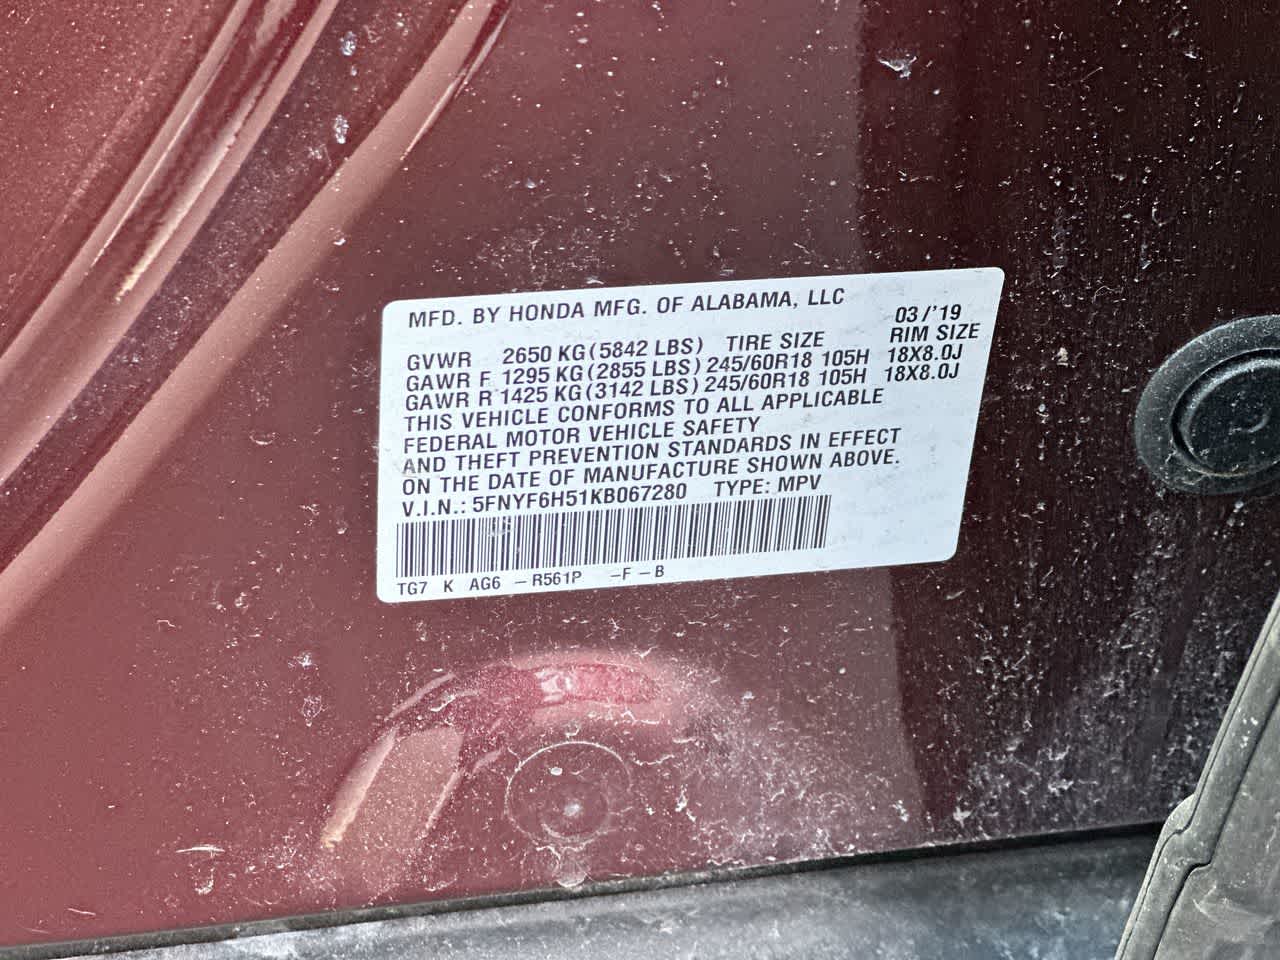 MFD. BY HONDA MFG. OF ALABAMA, LLC
03/'19
GVWR 2650 KG(5842 LBS) TIRE SIZE RIM SIZE
GAWR F 1295 KG(2855 LBS) 245/60R18 105H 18X8.0J
GAWR R 1425 KG(3142 LBS) 245/60R18 105H 18X8.0J
THIS VEHICLE CONFORMS TO ALL APPLICABLE
FEDERAL MOTOR VEHICLE SAFETY
AND THEFT PREVENTION STANDARDS IN EFFECT
ON THE DATE OF MANUFACTURE SHOWN ABOVE.
V.I.N.: 5FNYF6H51KB067280 TYPE: MPV
TG7 K AG6 – R561P –F – B